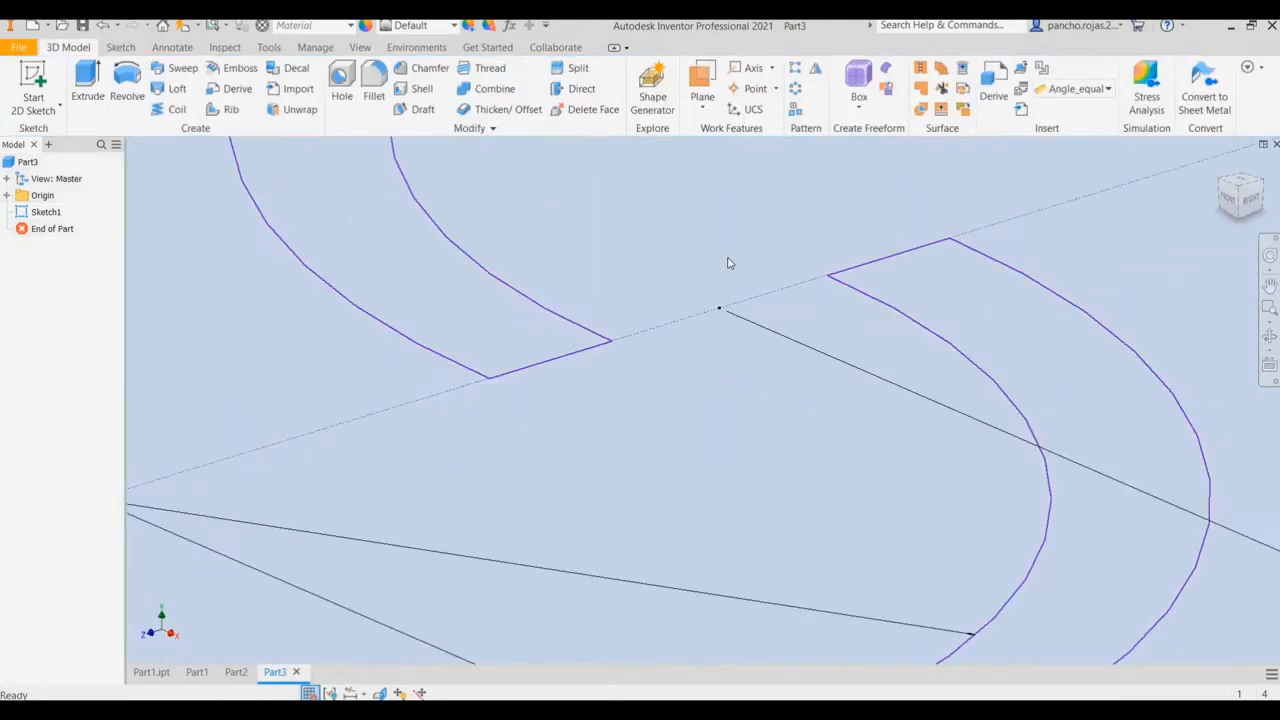 Material Default fx Autodesk Inventor Professional 2021 Part3 Search Help & Commands... pancho.rojas.2...
File 3D Model Sketch Annotate Inspect Tools Manage View Environments Get Started Collaborate
Start 2D Sketch Extrude Revolve Sweep Emboss Decal Hole Fillet Chamfer Thread Split Shape Generator Plane Axis Box Derive Stress Analysis Convert to Sheet Metal
Loft Derive Import Shell Combine Direct Point Angle_equal
Coil Rib Unwrap Draft Thicken/ Offset Delete Face UCS
Sketch Create Modify Explore Work Features Pattern Create Freeform Surface Insert Simulation Convert
Model
Part3
View: Master
Origin
Sketch1
End of Part
FRONT RIGHT
Y
Z X
Part1.ipt Part1 Part2 Part3
Ready 1 4